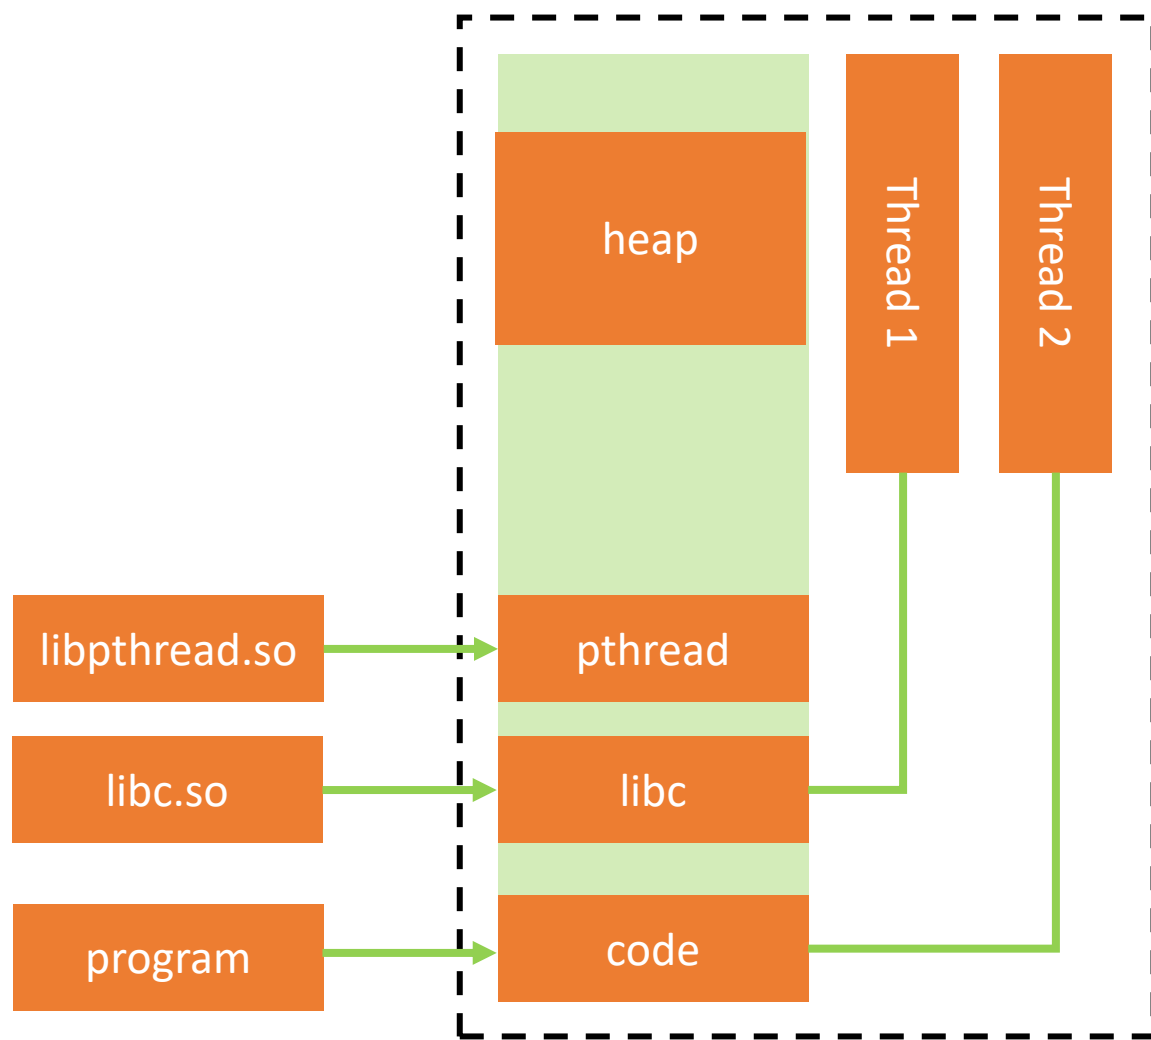 heap
Thread 1
Thread 2
libpthread.so
pthread
libc.so
libc
program
code